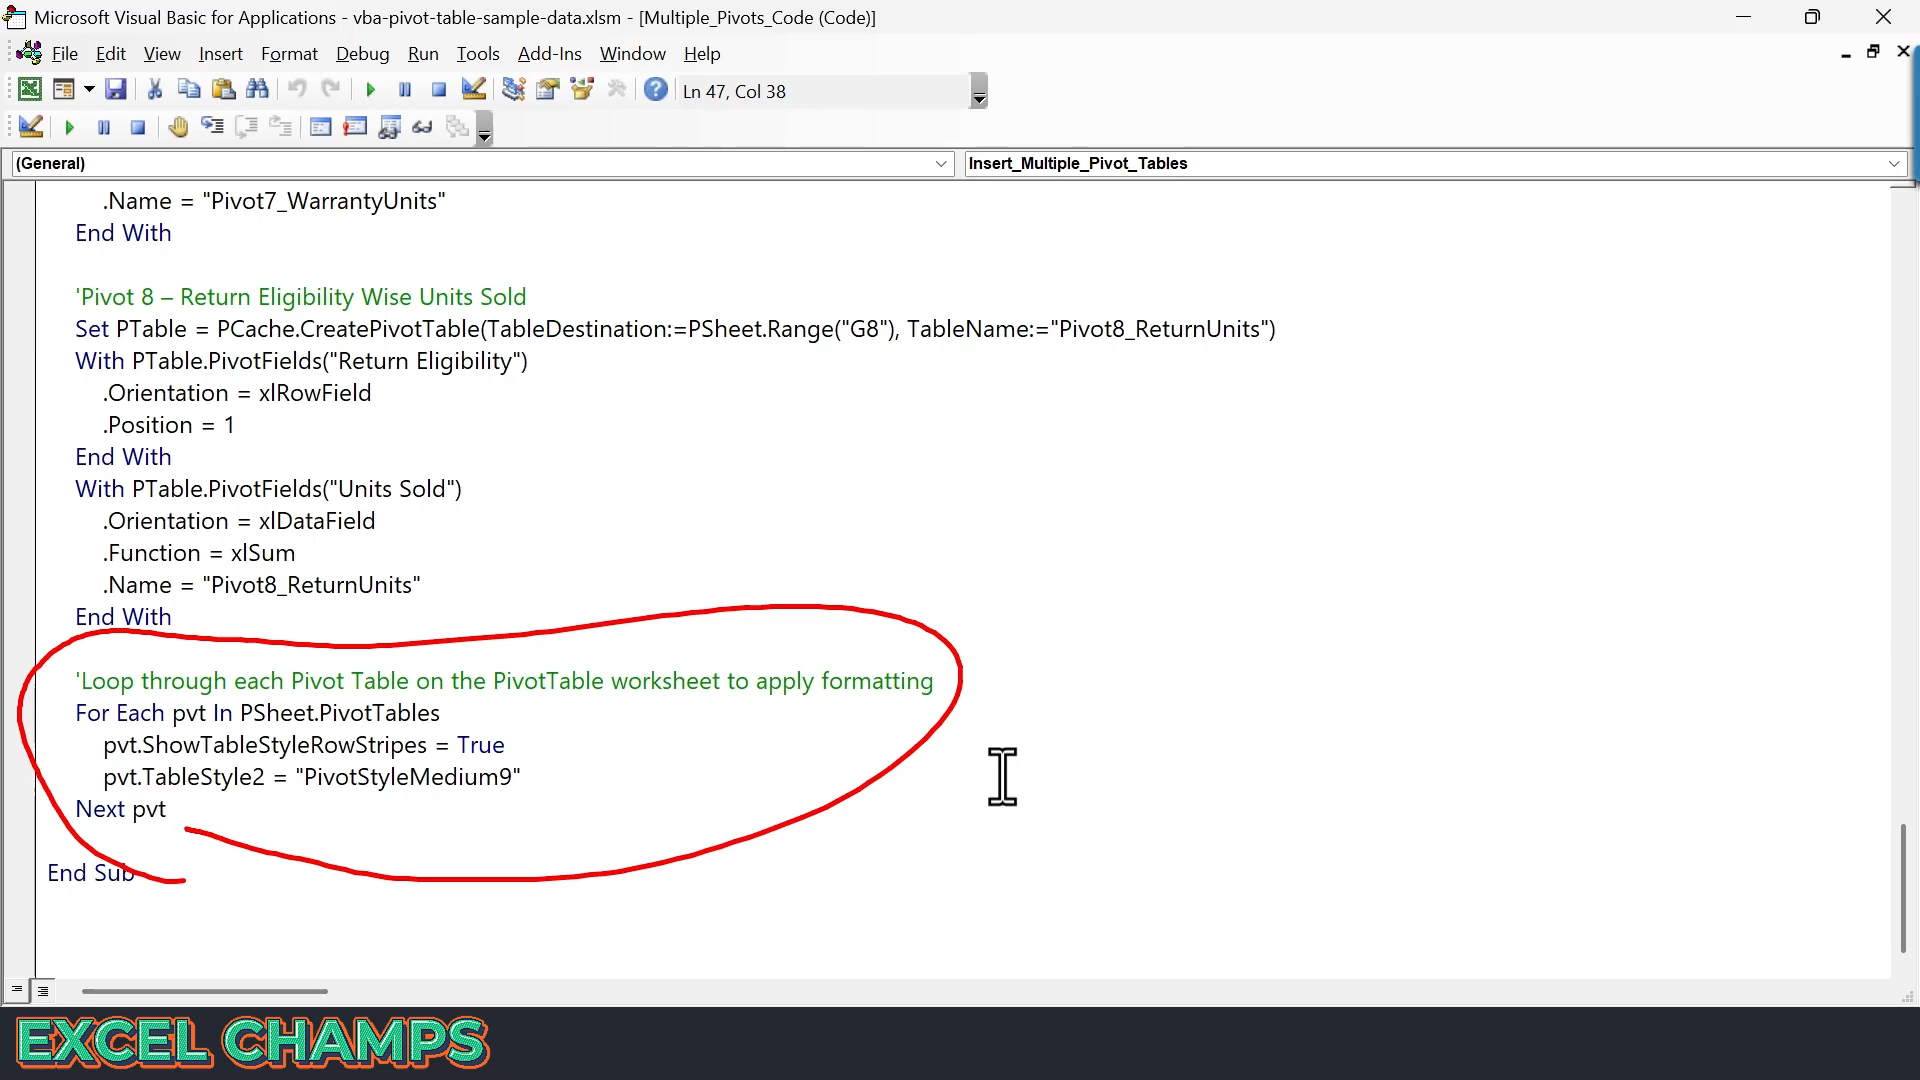 Microsoft Visual Basic for Applications - vba-pivot-table-sample-data.xlsm - [Multiple_Pivots_Code (Code)]
File Edit View Insert Format Debug Run Tools Add-Ins Window Help
Ln 47, Col 38
(General) Insert_Multiple_Pivot_Tables
.Name = "Pivot7_WarrantyUnits"
End With
'Pivot 8 – Return Eligibility Wise Units Sold
Set PTable = PCache.CreatePivotTable(TableDestination:=PSheet.Range("G8"), TableName:="Pivot8_ReturnUnits")
With PTable.PivotFields("Return Eligibility")
.Orientation = xlRowField
.Position = 1
End With
With PTable.PivotFields("Units Sold")
.Orientation = xlDataField
.Function = xlSum
.Name = "Pivot8_ReturnUnits"
End With
'Loop through each Pivot Table on the PivotTable worksheet to apply formatting
For Each pvt In PSheet.PivotTables
pvt.ShowTableStyleRowStripes = True
pvt.TableStyle2 = "PivotStyleMedium9"
Next pvt
End Sub
EXCEL CHAMPS